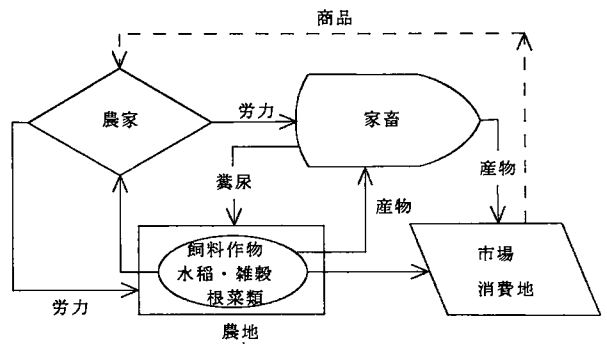 商品
農家
労力
家畜
糞尿
産物
産物
飼料作物
水稲・雑穀
根菜類
市場
消費地
労力
農地